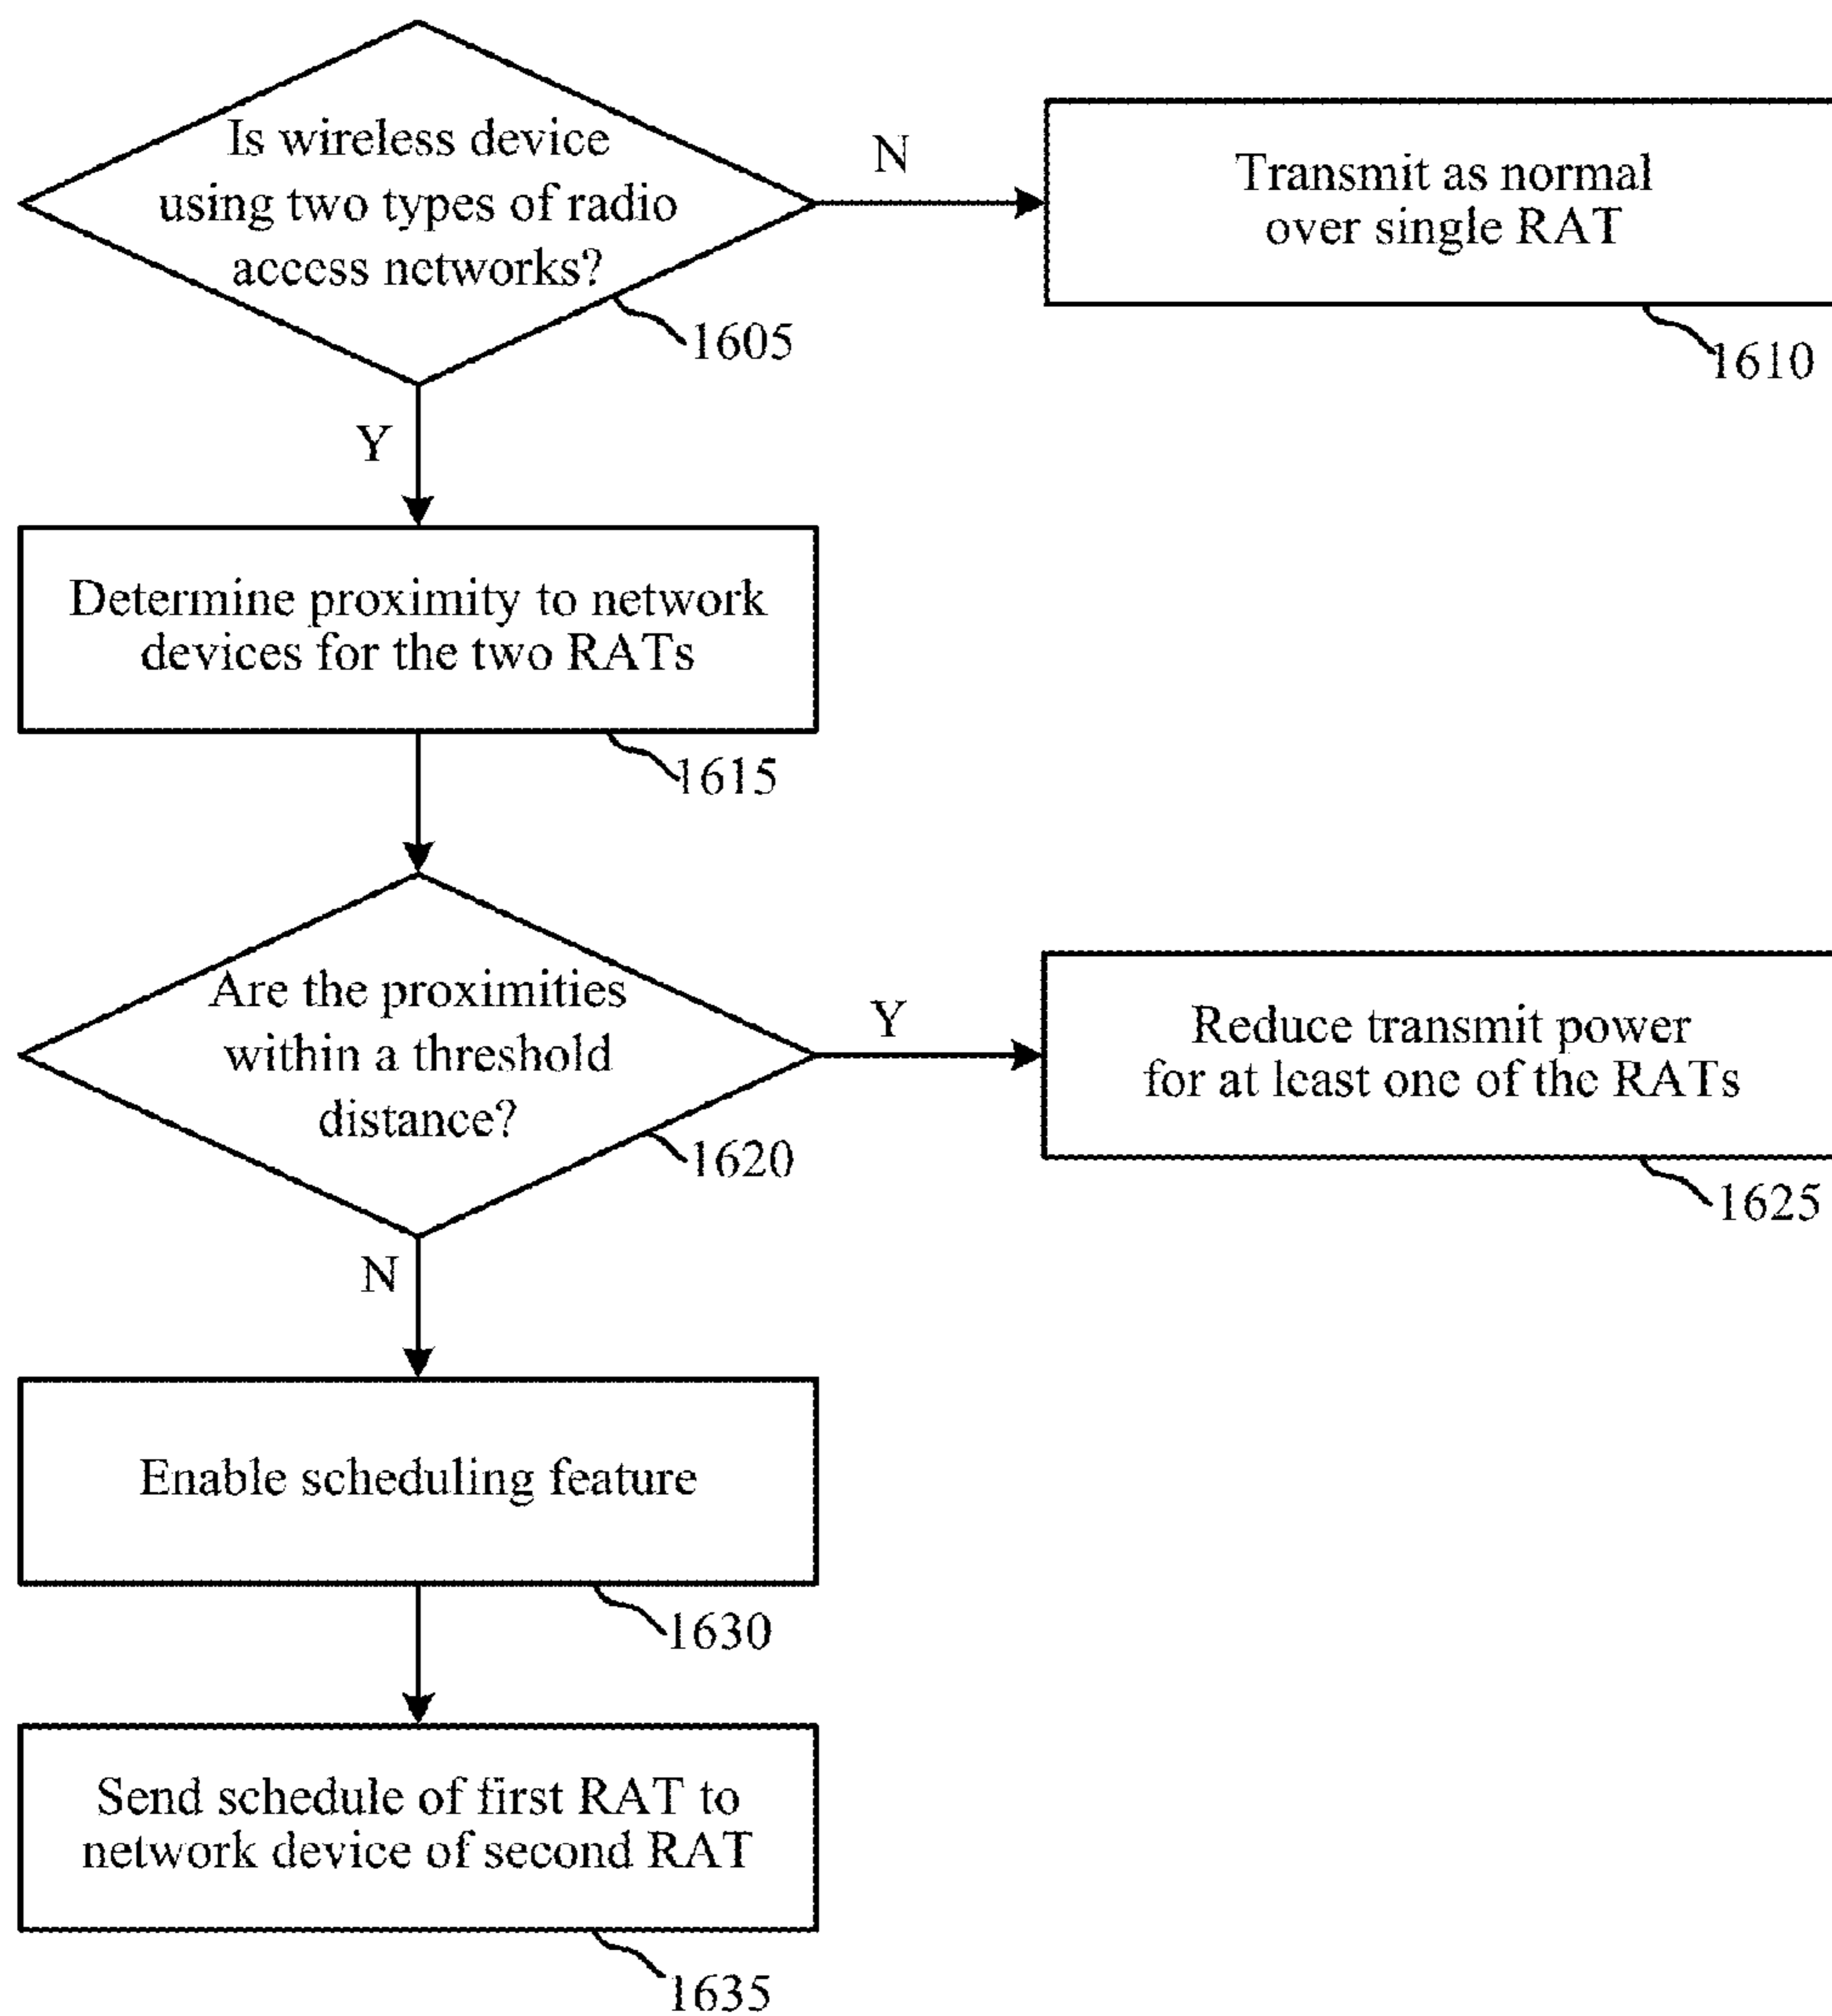 Is wireless device
using two types of radio
access networks?
N
Transmit as normal
over single RAT
1605
1610
Y
Determine proximity to network
devices for the two RATs
1615
Are the proximities
within a threshold
distance?
Y
Reduce transmit power
for at least one of the RATs
1620
1625
N
Enable scheduling feature
1630
Send schedule of first RAT to
network device of second RAT
1635